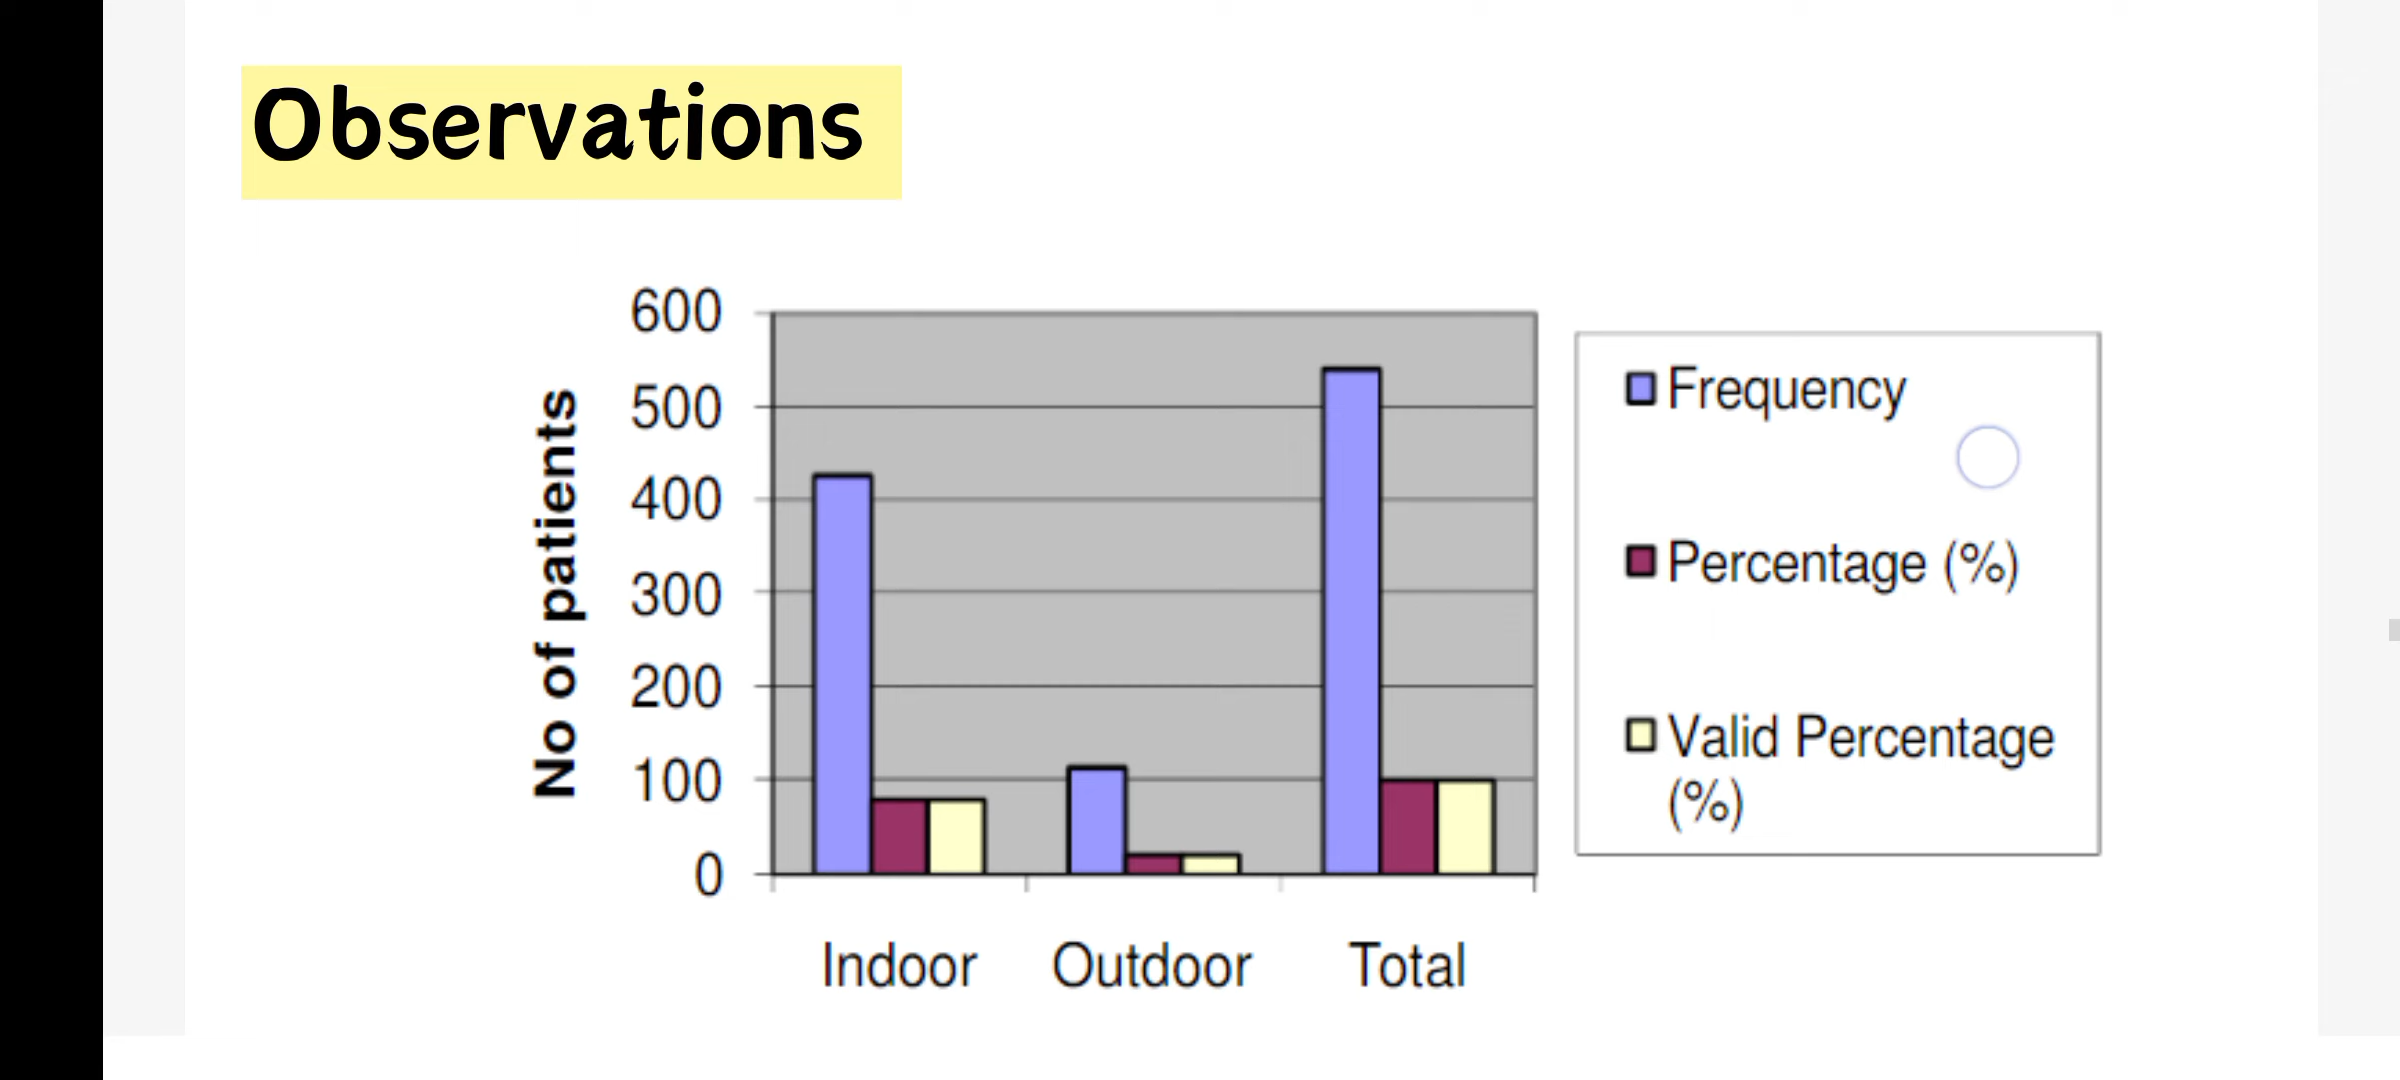 Observations
600
500
400
300
200
100
0
No of patients
Indoor Outdoor Total
Frequency
Percentage (%)
Valid Percentage
(%)